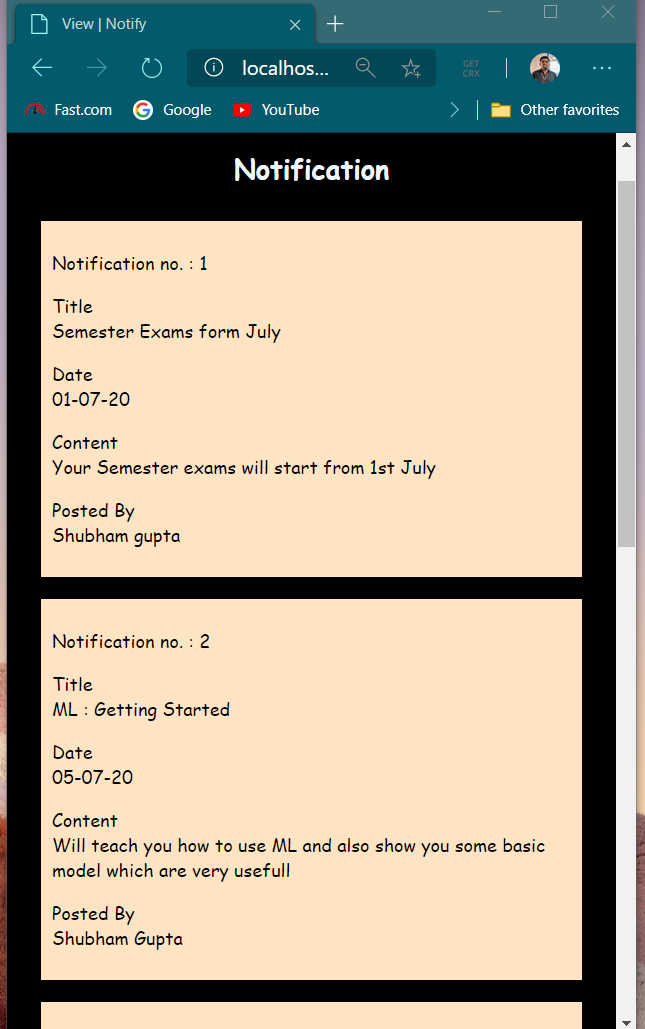 View | Notify
localhos...
GET
CRX
Fast.com
Google
YouTube
Other favorites
Notification
Notification no. : 1
Title
Semester Exams form July
Date
01-07-20
Content
Your Semester exams will start from 1st July
Posted By
Shubham gupta
Notification no. : 2
Title
ML : Getting Started
Date
05-07-20
Content
Will teach you how to use ML and also show you some basic
model which are very usefull
Posted By
Shubham Gupta